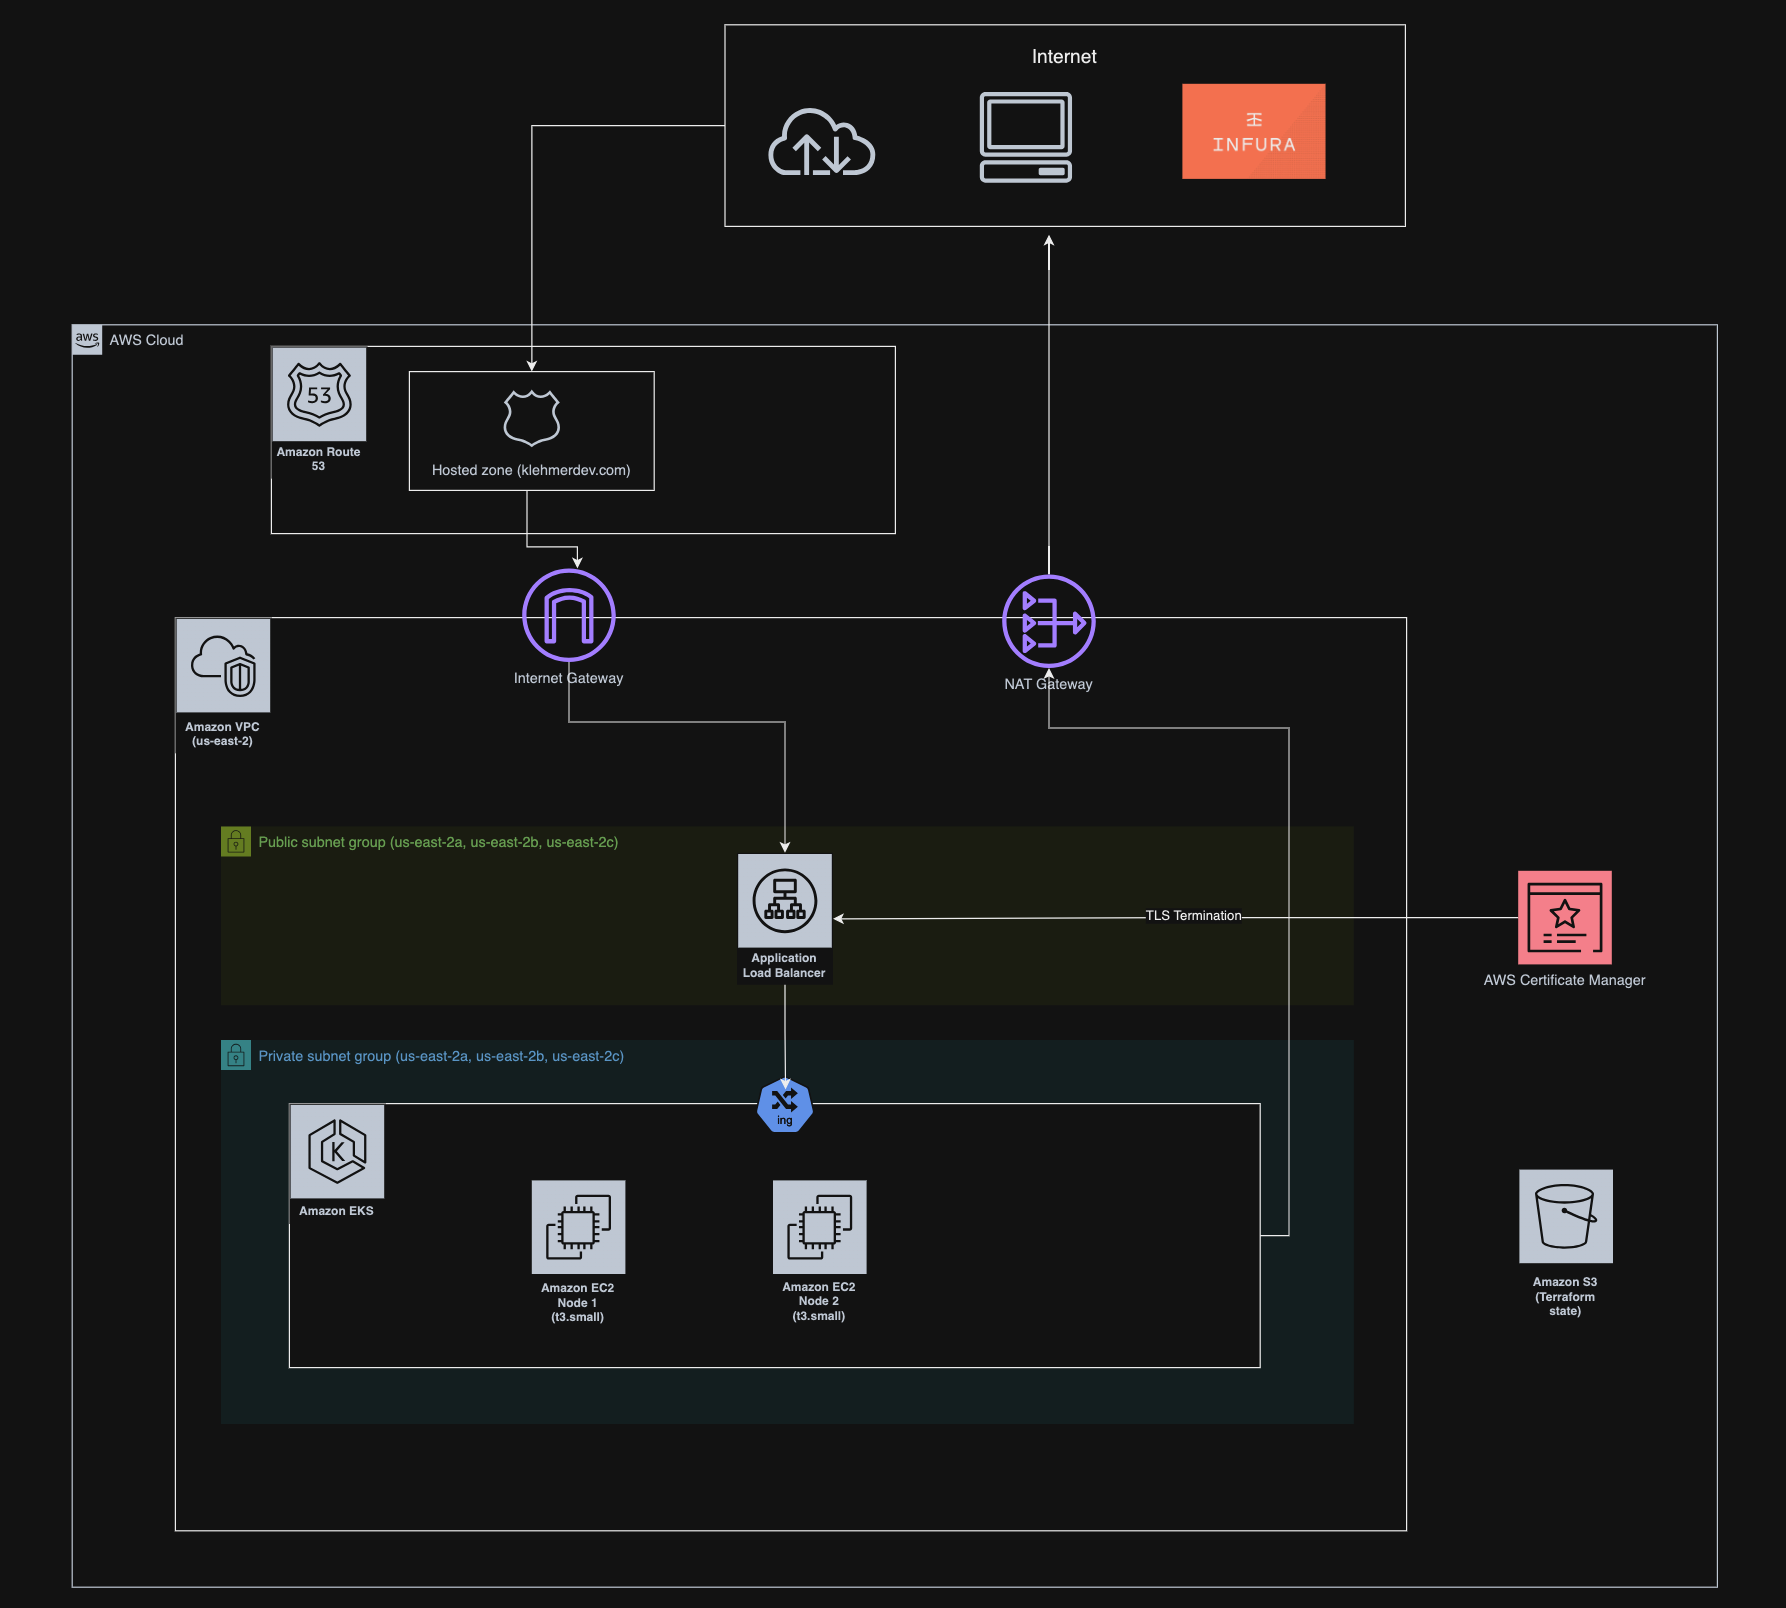 Internet
INFURA
aws
AWS Cloud
53
Amazon Route
53
Hosted zone (klehmerdev.com)
Internet Gateway
NAT Gateway
Amazon VPC
(us-east-2)
Public subnet group (us-east-2a, us-east-2b, us-east-2c)
Application
Load Balancer
TLS Termination
AWS Certificate Manager
Private subnet group (us-east-2a, us-east-2b, us-east-2c)
ing
K
Amazon EKS
Amazon EC2
Node 1
(t3.small)
Amazon EC2
Node 2
(t3.small)
Amazon S3
(Terraform
state)